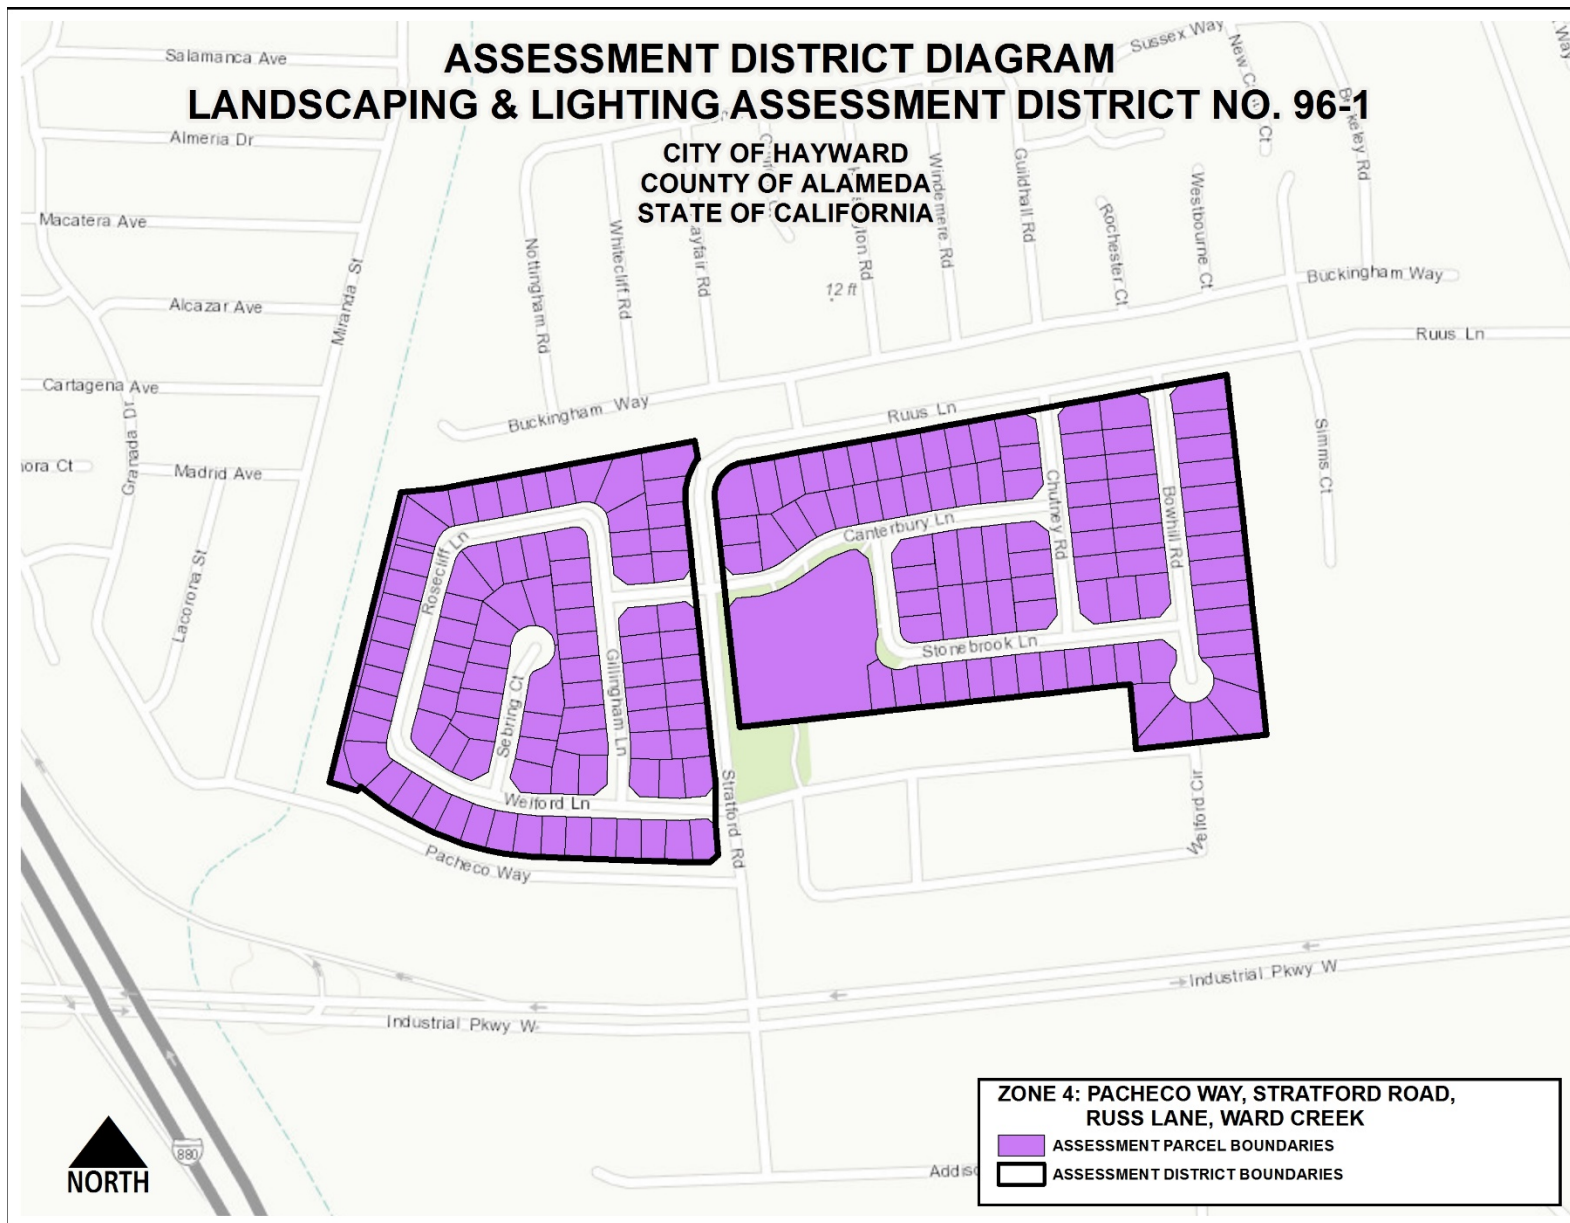 ASSESSMENT DISTRICT DIAGRAM
LANDSCAPING & LIGHTING ASSESSMENT DISTRICT NO. 96-1
CITY OF HAYWARD
COUNTY OF ALAMEDA
STATE OF CALIFORNIA
Salamanca Ave
Almeria Dr
Macatera Ave
Alcazar Ave
Miranda St
Cartagena Ave
Granada Dr
Madrid Ave
Lacorona St
Sussex Way
Way
Nottingham Rd
Whitecliff Rd
Windemere Rd
Guildhall Rd
Rochester Ct
Westbourne Ct
12 ft
Buckingham Way
Ruus Ln
Buckingham Way
Ruus Ln
Simms Ct
Chutney Rd
Bowhill Rd
Canterbury Ln
Stonebrook Ln
Rosecliff Ln
Gillingham Ln
Sebring Ct
Welford Ln
Stratford Rd
Welford Cir
Pacheco Way
Industrial Pkwy W
Industrial Pkwy W
880
NORTH
ZONE 4: PACHECO WAY, STRATFORD ROAD,
RUSS LANE, WARD CREEK
ASSESSMENT PARCEL BOUNDARIES
ASSESSMENT DISTRICT BOUNDARIES